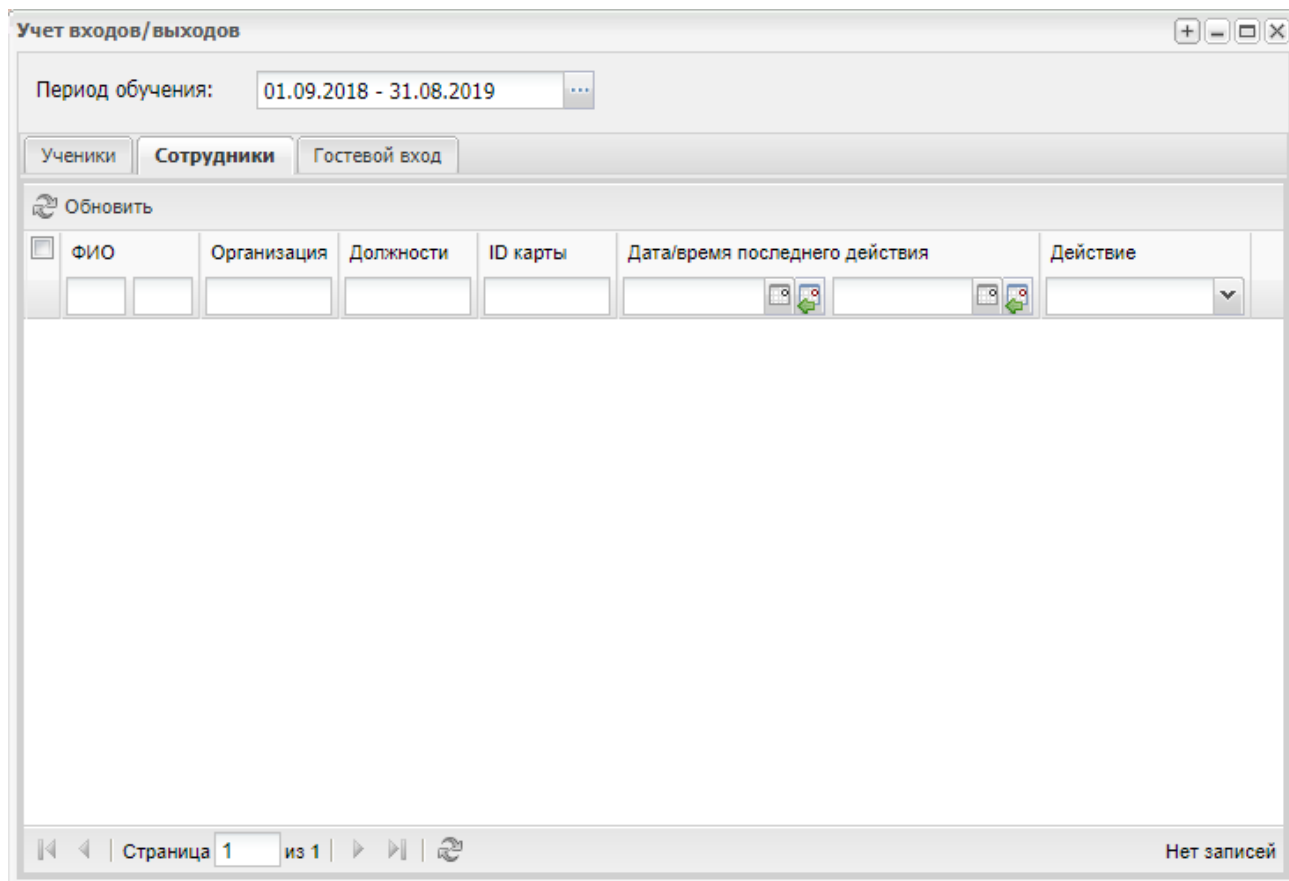 Учет входов/выходов
Период обучения: 01.09.2018 - 31.08.2019 ...
Ученики Сотрудники Гостевой вход
Обновить
ФИО Организация Должности ID карты Дата/время последнего действия Действие
Страница 1 из 1 Нет записей